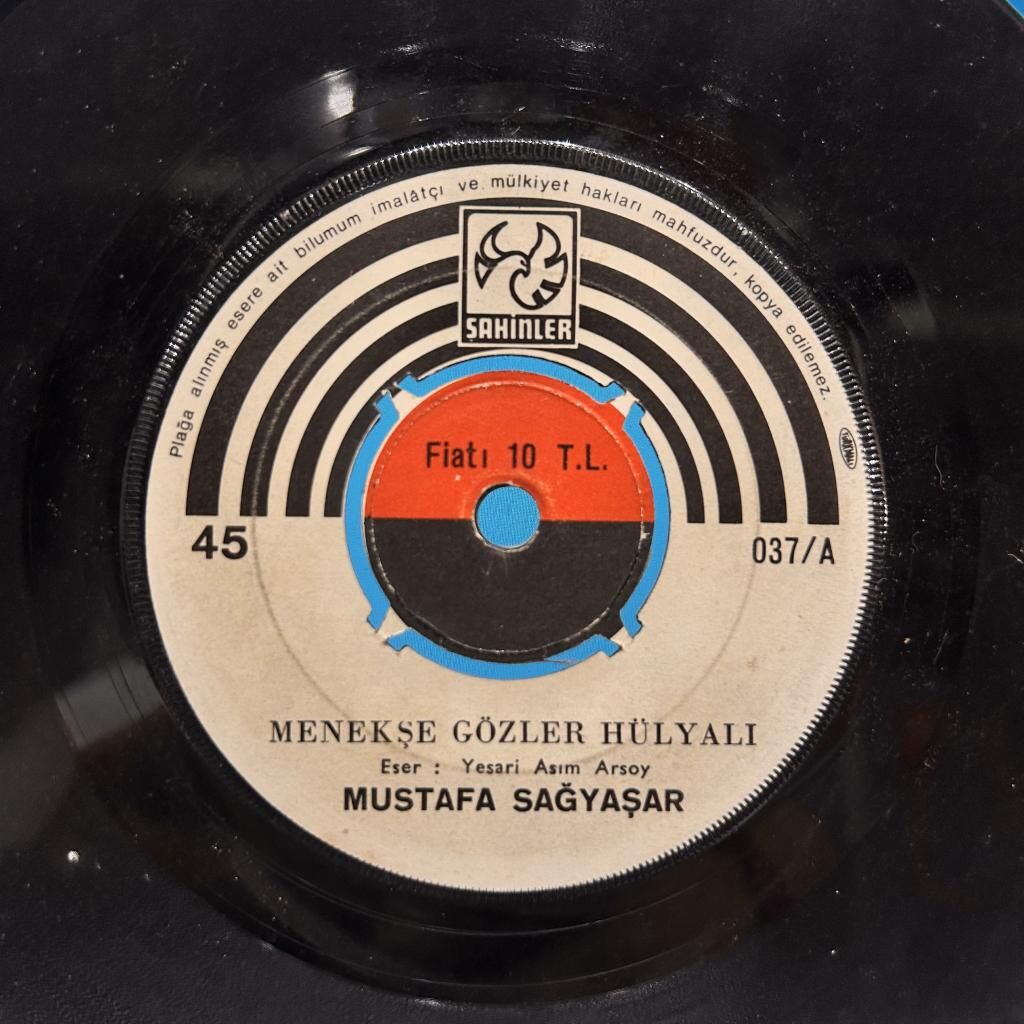 Plağa alınmış esere ait bilumum imalâtçı ve mülkiyet hakları mahfuzdur, kopya edilemez.
ŞAHİNLER
Fiatı 10 T.L.
45
037/A
MENEKŞE GÖZLER HÜLYALI
Eser : Yesari Asım Arsoy
MUSTAFA SAĞYAŞAR